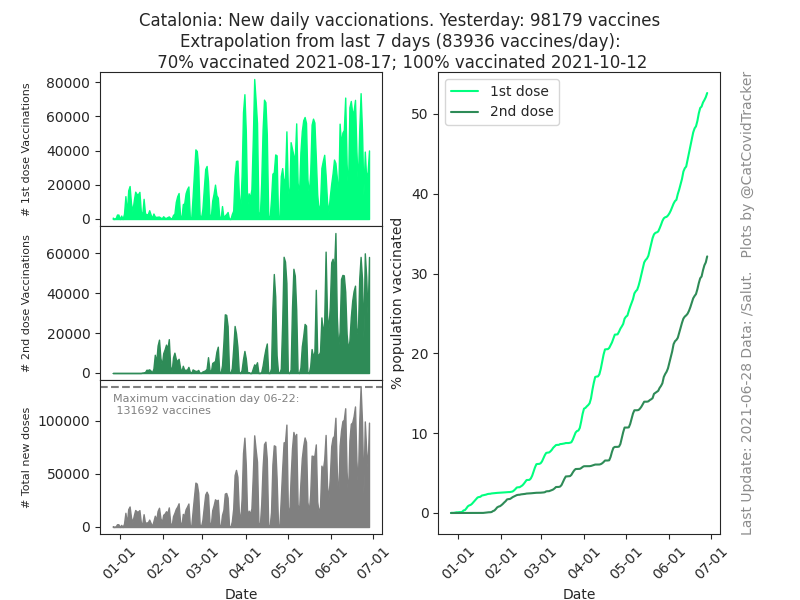 Catalonia: New daily vaccionations. Yesterday: 98179 vaccines
Extrapolation from last 7 days (83936 vaccines/day):
70% vaccinated 2021-08-17; 100% vaccinated 2021-10-12
# 1st dose Vaccinations
80000
60000
40000
20000
0
# 2nd dose Vaccinations
60000
40000
20000
0
# Total new doses
100000
50000
0
Maximum vaccination day 06-22:
131692 vaccines
01-01
02-01
03-01
04-01
05-01
06-01
07-01
Date
% population vaccinated
50
40
30
20
10
0
1st dose
2nd dose
01-01
02-01
03-01
04-01
05-01
06-01
07-01
Date
Last Update: 2021-06-28 Data: /Salut. Plots by @CatCovidTracker